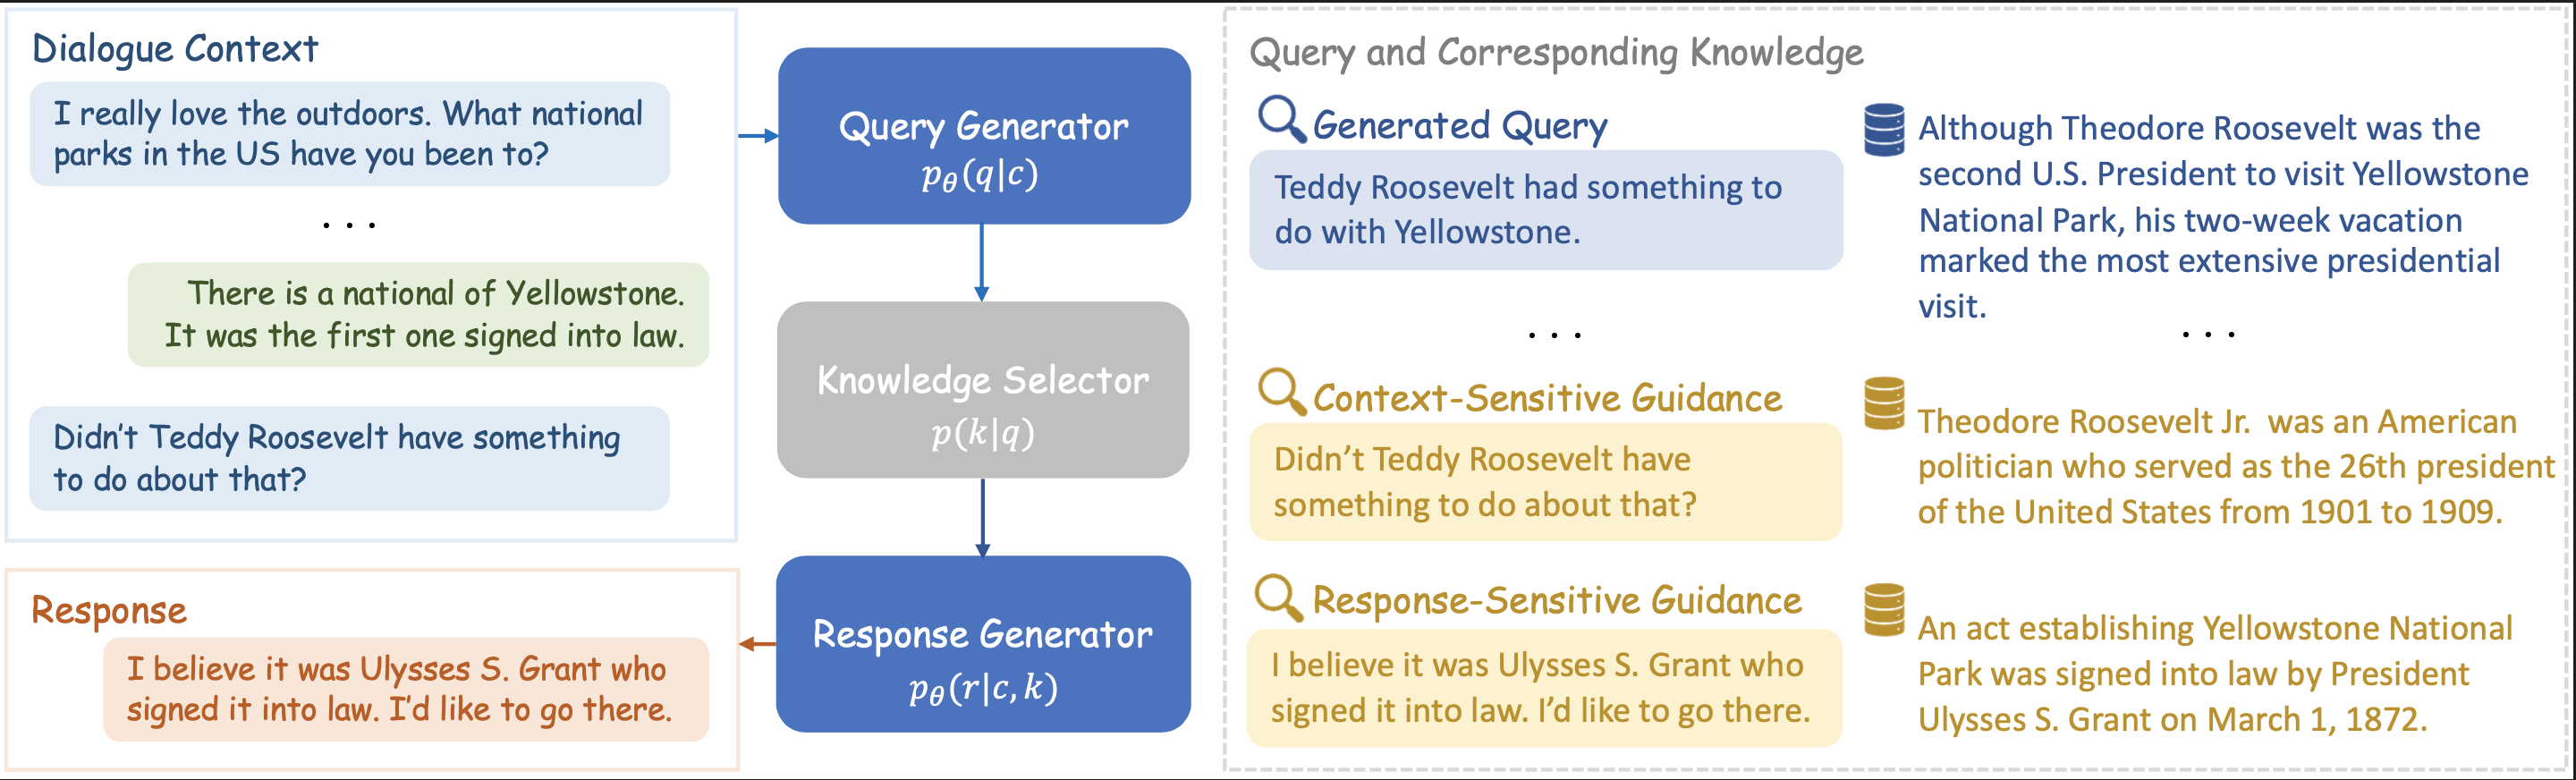 Dialogue Context
I really love the outdoors. What national
parks in the US have you been to?
. . .
There is a national of Yellowstone.
It was the first one signed into law.
Didn't Teddy Roosevelt have something
to do about that?
Response
I believe it was Ulysses S. Grant who
signed it into law. I'd like to go there.
Query Generator
pθ(q|c)
Knowledge Selector
p(k|q)
Response Generator
pθ(r|c, k)
Query and Corresponding Knowledge
Generated Query
Teddy Roosevelt had something to
do with Yellowstone.
Although Theodore Roosevelt was the
second U.S. President to visit Yellowstone
National Park, his two-week vacation
marked the most extensive presidential
visit.
. . .
. . .
Context-Sensitive Guidance
Didn't Teddy Roosevelt have
something to do about that?
Theodore Roosevelt Jr. was an American
politician who served as the 26th president
of the United States from 1901 to 1909.
Response-Sensitive Guidance
I believe it was Ulysses S. Grant who
signed it into law. I'd like to go there.
An act establishing Yellowstone National
Park was signed into law by President
Ulysses S. Grant on March 1, 1872.